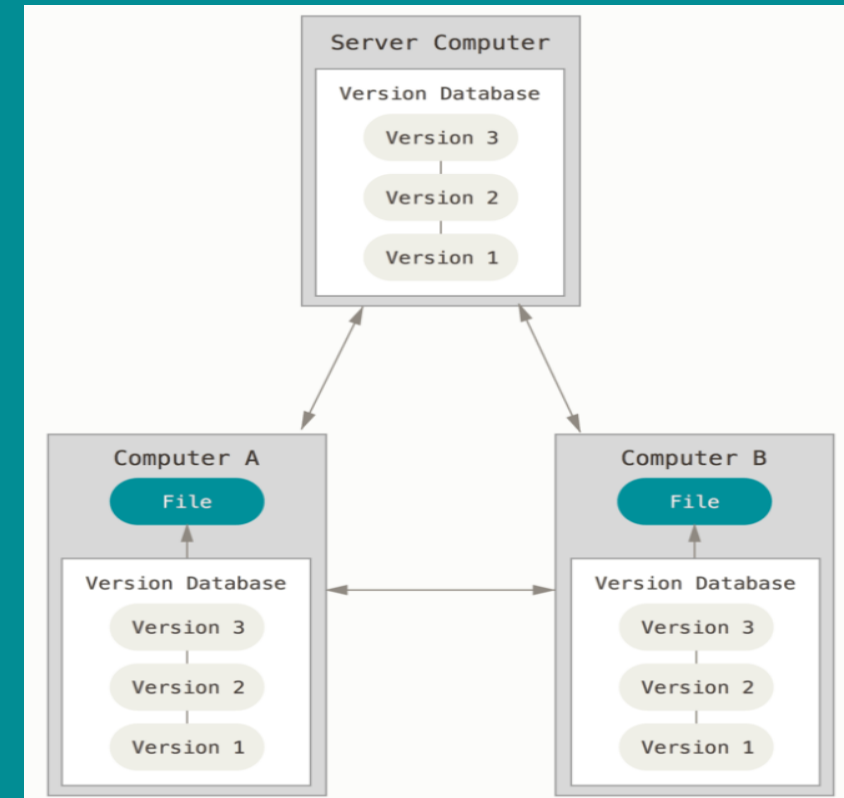 Server Computer
Version Database
Version 3
Version 2
Version 1
Computer A
File
Version Database
Version 3
Version 2
Version 1
Computer B
File
Version Database
Version 3
Version 2
Version 1